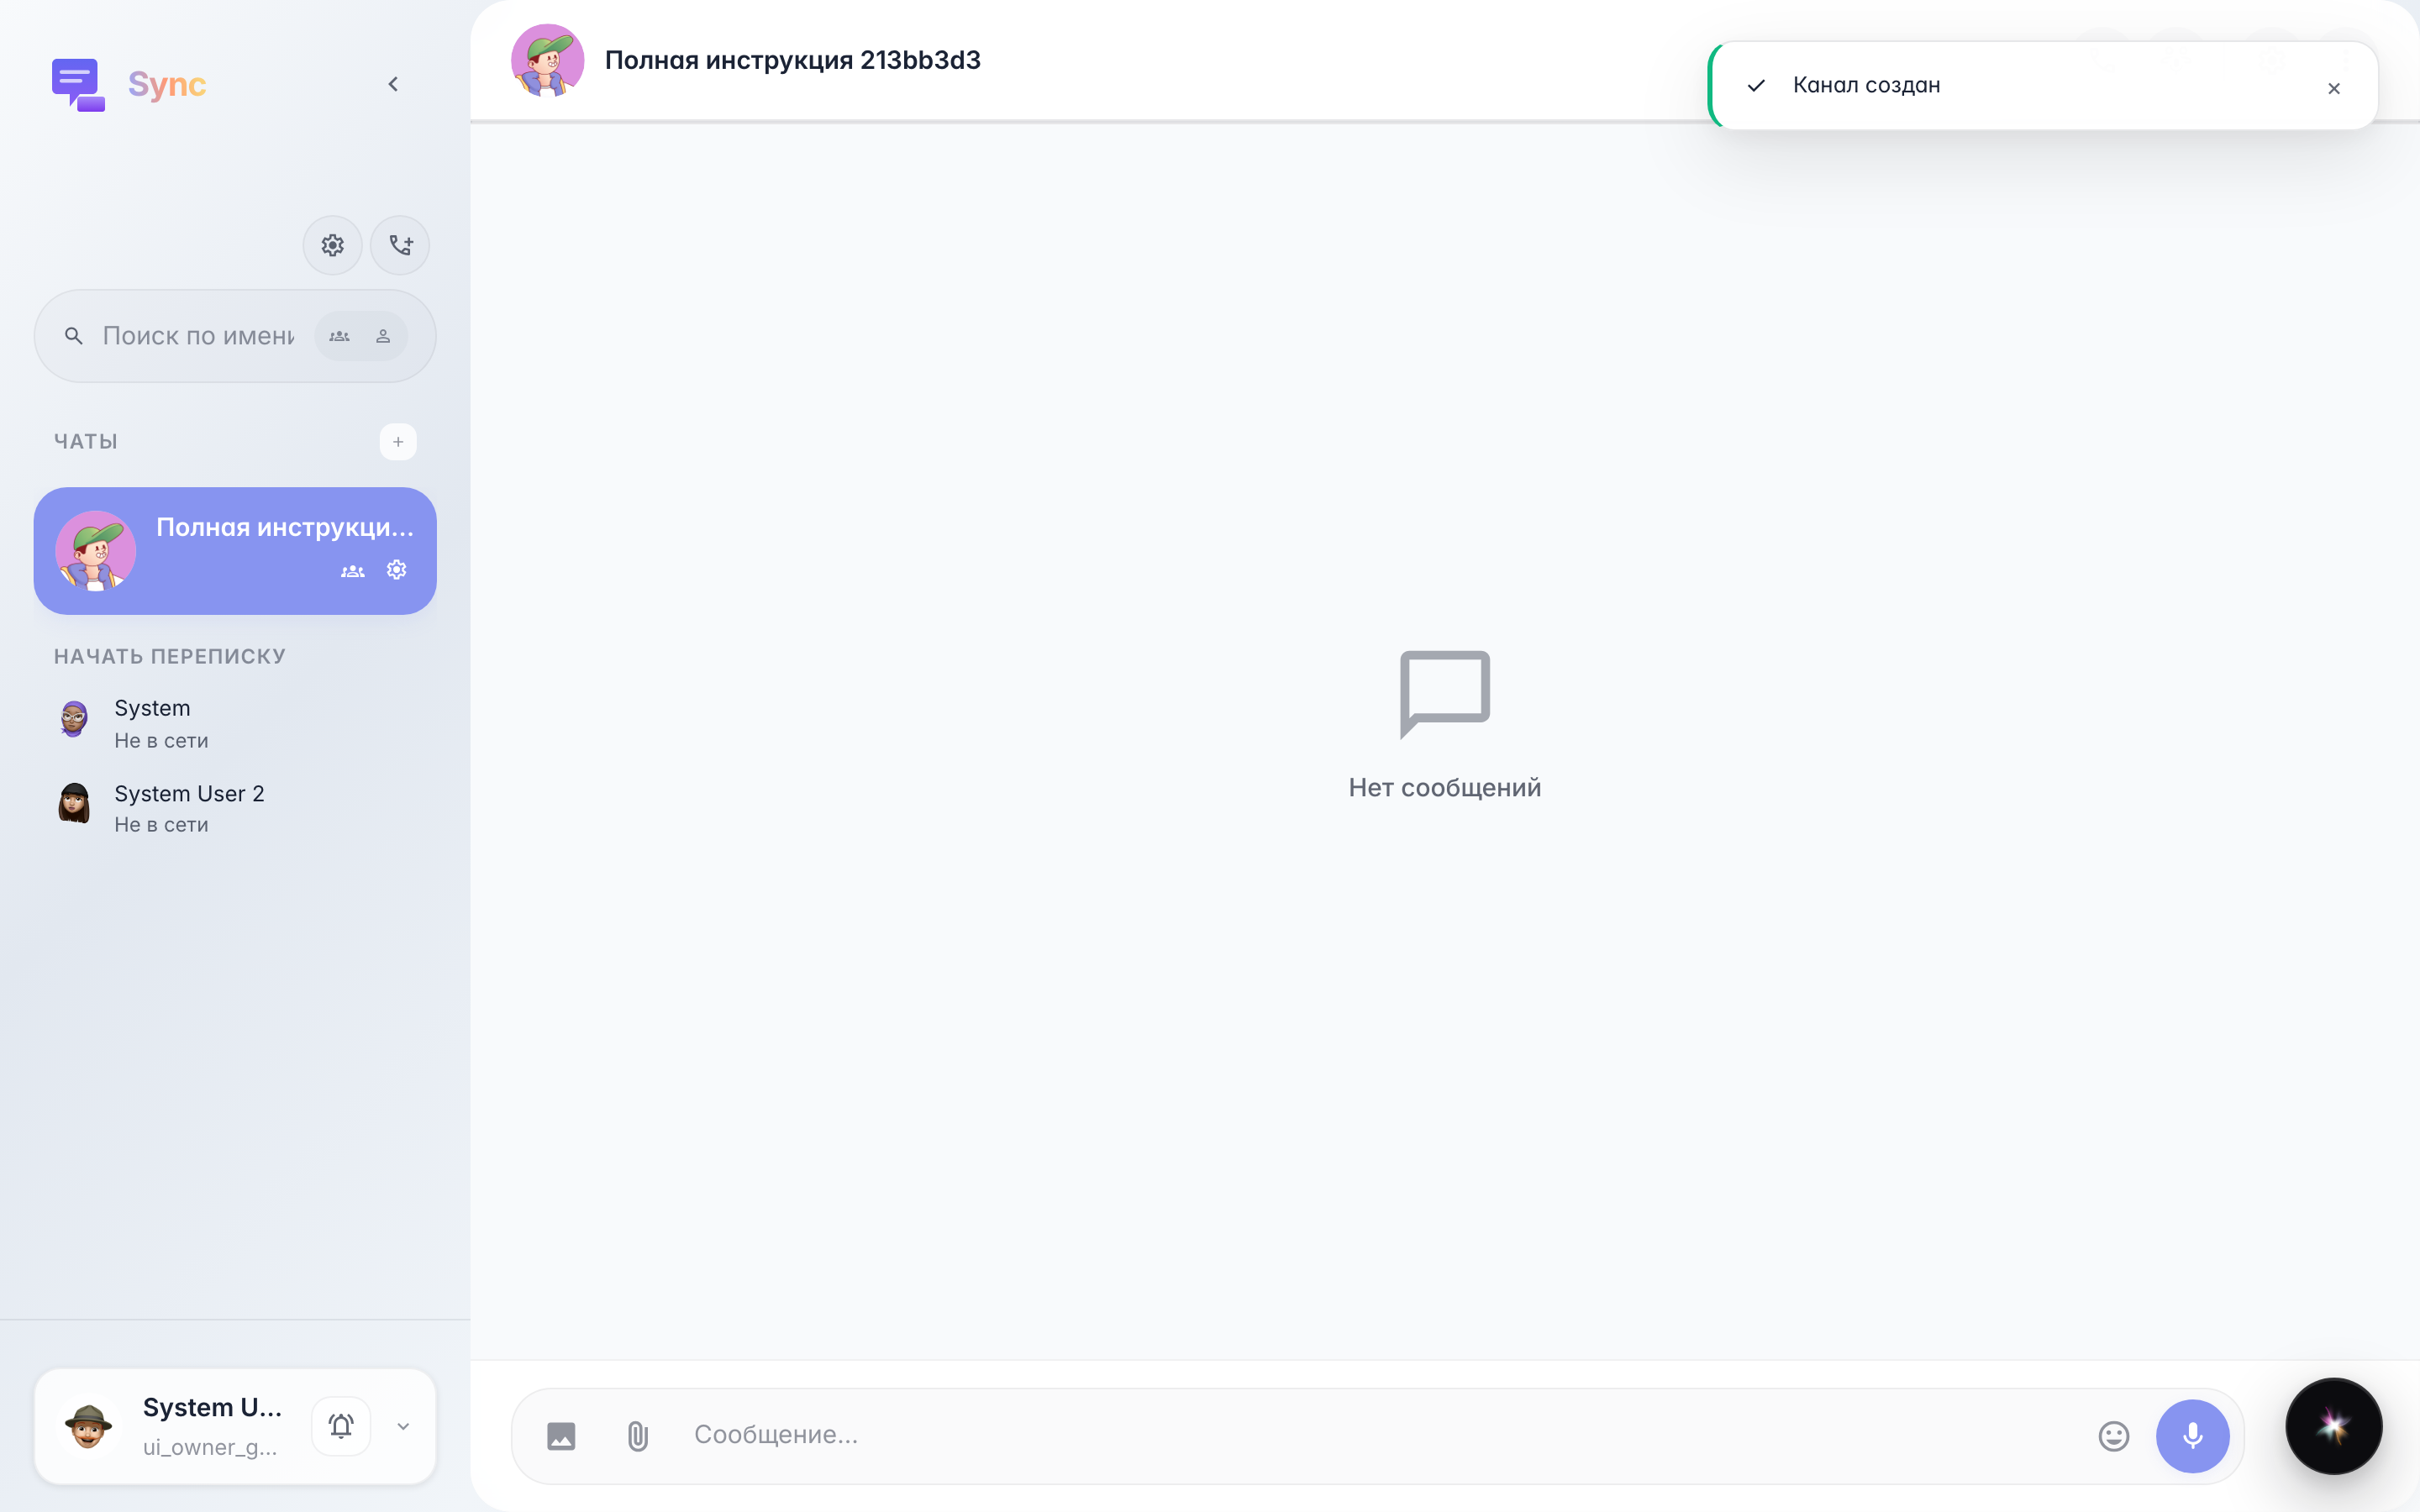 Sync
Поиск по имени
ЧАТЫ
Полная инструкци...
НАЧАТЬ ПЕРЕПИСКУ
System
Не в сети
System User 2
Не в сети
System U...
ui_owner_g...
Полная инструкция 213bb3d3
Канал создан
Нет сообщений
Сообщение...